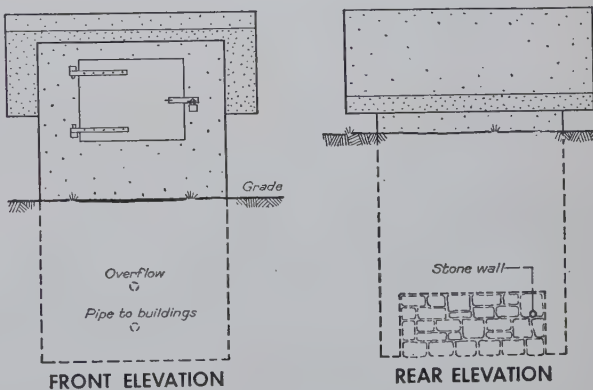 Grade
Overflow
Pipe to buildings
FRONT ELEVATION
Stone wall
REAR ELEVATION